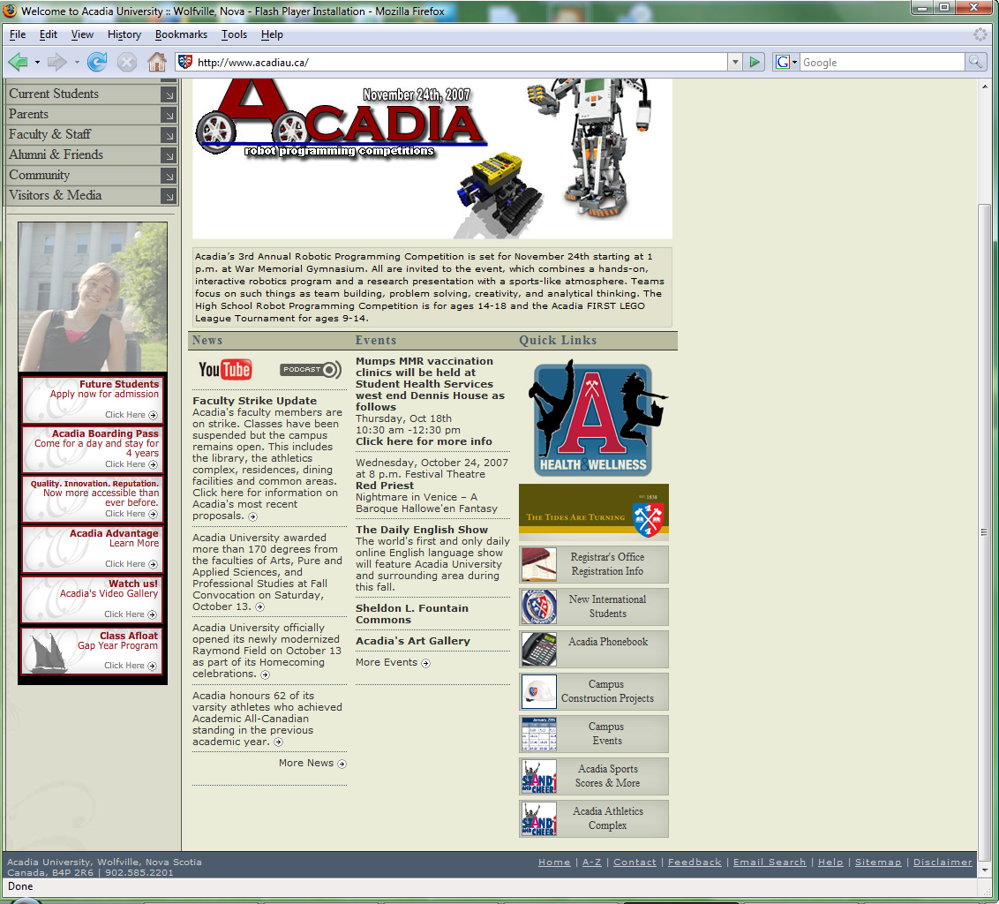 Welcome to Acadia University :: Wolfville, Nova - Flash Player Installation - Mozilla Firefox
File Edit View History Bookmarks Tools Help
http://www.acadiau.ca/
G Google
Current Students
Parents
Faculty & Staff
Alumni & Friends
Community
Visitors & Media
November 24th, 2007
ACADIA
robot programming competitions
Acadia's 3rd Annual Robotic Programming Competition is set for November 24th starting at 1
p.m. at War Memorial Gymnasium. All are invited to the event, which combines a hands-on,
interactive robotics program and a research presentation with a sports-like atmosphere. Teams
focus on such things as team building, problem solving, creativity, and analytical thinking. The
High School Robot Programming Competition is for ages 14-18 and the Acadia FIRST LEGO
League Tournament for ages 9-14.
Future Students
Apply now for admission
Click Here
Acadia Boarding Pass
Come for a day and stay for
4 years
Click Here
Quality. Innovation. Reputation.
Now more accessible than
ever before.
Click Here
Acadia Advantage
Learn More
Click Here
Watch us!
Acadia's Video Gallery
Click Here
Class Afloat
Gap Year Program
Click Here
News
YouTube
PODCAST
Faculty Strike Update
Acadia's faculty members are
on strike. Classes have been
suspended but the campus
remains open. This includes
the library, the athletics
complex, residences, dining
facilities and common areas.
Click here for information on
Acadia's most recent
proposals.
Acadia University awarded
more than 170 degrees from
the faculties of Arts, Pure and
Applied Sciences, and
Professional Studies at Fall
Convocation on Saturday,
October 13.
Acadia University officially
opened its newly modernized
Raymond Field on October 13
as part of its Homecoming
celebrations.
Acadia honours 62 of its
varsity athletes who achieved
Academic All-Canadian
standing in the previous
academic year.
More News
Events
Mumps MMR vaccination
clinics will be held at
Student Health Services
west end Dennis House as
follows
Thursday, Oct 18th
10:30 am -12:30 pm
Click here for more info
Wednesday, October 24, 2007
at 8 p.m. Festival Theatre
Red Priest
Nightmare in Venice – A
Baroque Hallowe'en Fantasy
The Daily English Show
The world's first and only daily
online English language show
will feature Acadia University
and surrounding area during
this fall.
Sheldon L. Fountain
Commons
Acadia's Art Gallery
More Events
Quick Links
A
HEALTH & WELLNESS
EST 1838
THE TIDES ARE TURNING
Registrar's Office
Registration Info
New International
Students
Acadia Phonebook
Campus
Construction Projects
Campus
Events
STAND and CHEER!
Acadia Sports
Scores & More
STAND and CHEER!
Acadia Athletics
Complex
Acadia University, Wolfville, Nova Scotia
Canada, B4P 2R6 | 902.585.2201
Home | A-Z | Contact | Feedback | Email Search | Help | Sitemap | Disclaimer
Done